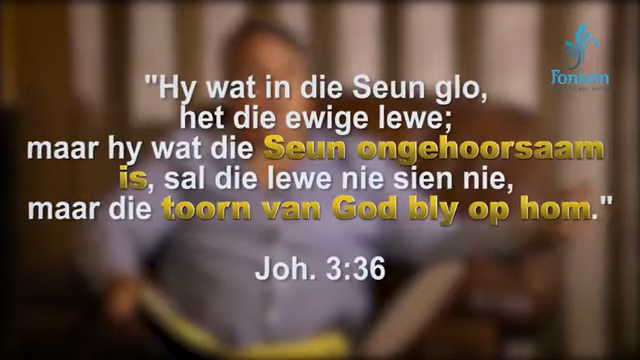 Fontein
"Hy wat in die Seun glo,
het die ewige lewe;
maar hy wat die Seun ongehoorsaam
is, sal die lewe nie sien nie,
maar die toorn van God bly op hom."
Joh. 3:36